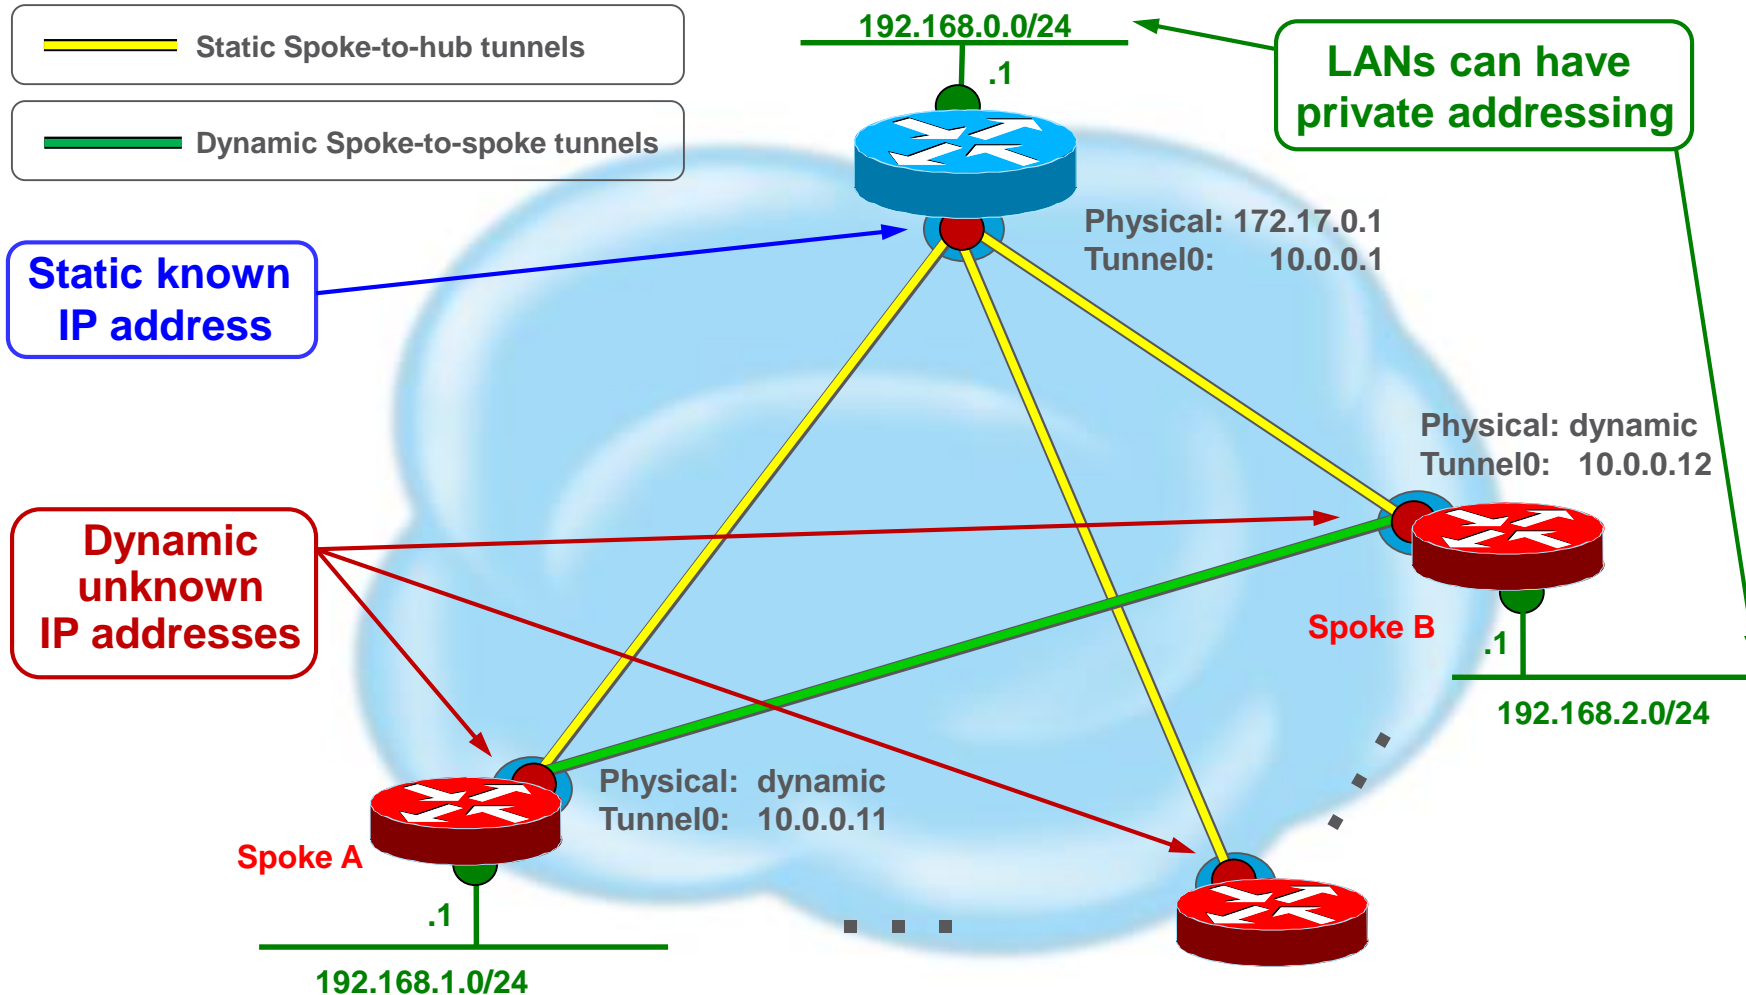 Static Spoke-to-hub tunnels
Dynamic Spoke-to-spoke tunnels
192.168.0.0/24
.1
LANs can have
private addressing
Physical: 172.17.0.1
Tunnel0: 10.0.0.1
Static known
IP address
Physical: dynamic
Tunnel0: 10.0.0.12
Dynamic
unknown
IP addresses
Spoke B
.1
192.168.2.0/24
Physical: dynamic
Tunnel0: 10.0.0.11
Spoke A
.1
192.168.1.0/24
. . .
. . .